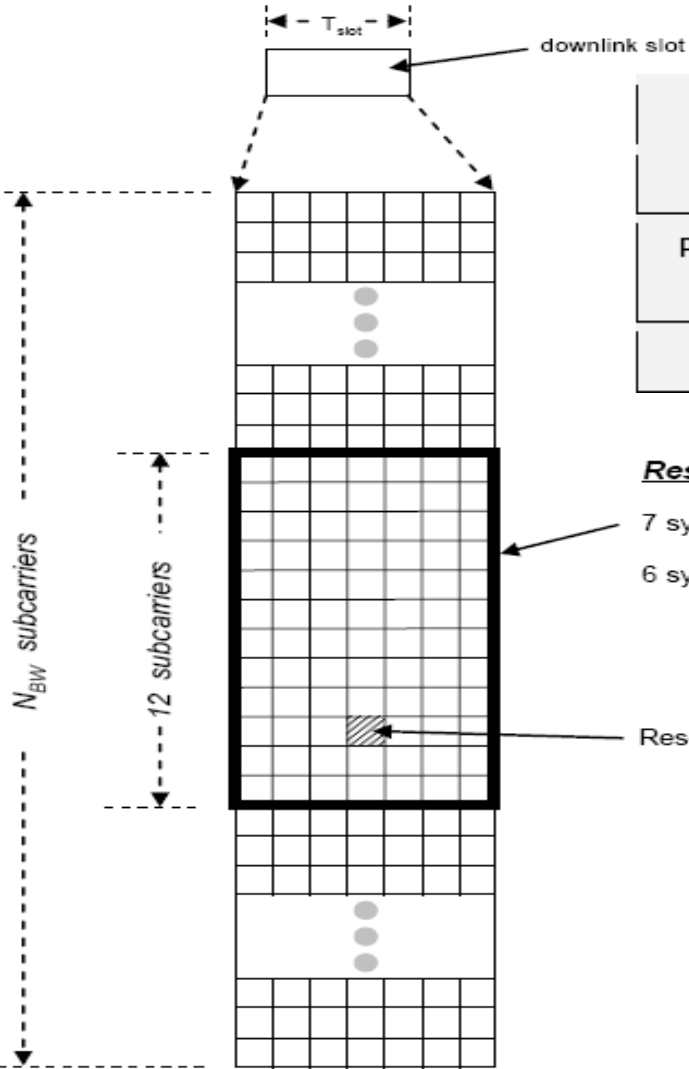 T_slot
downlink slot
P
Res
7 sy
6 sy
N_BW subcarriers
12 subcarriers
Res